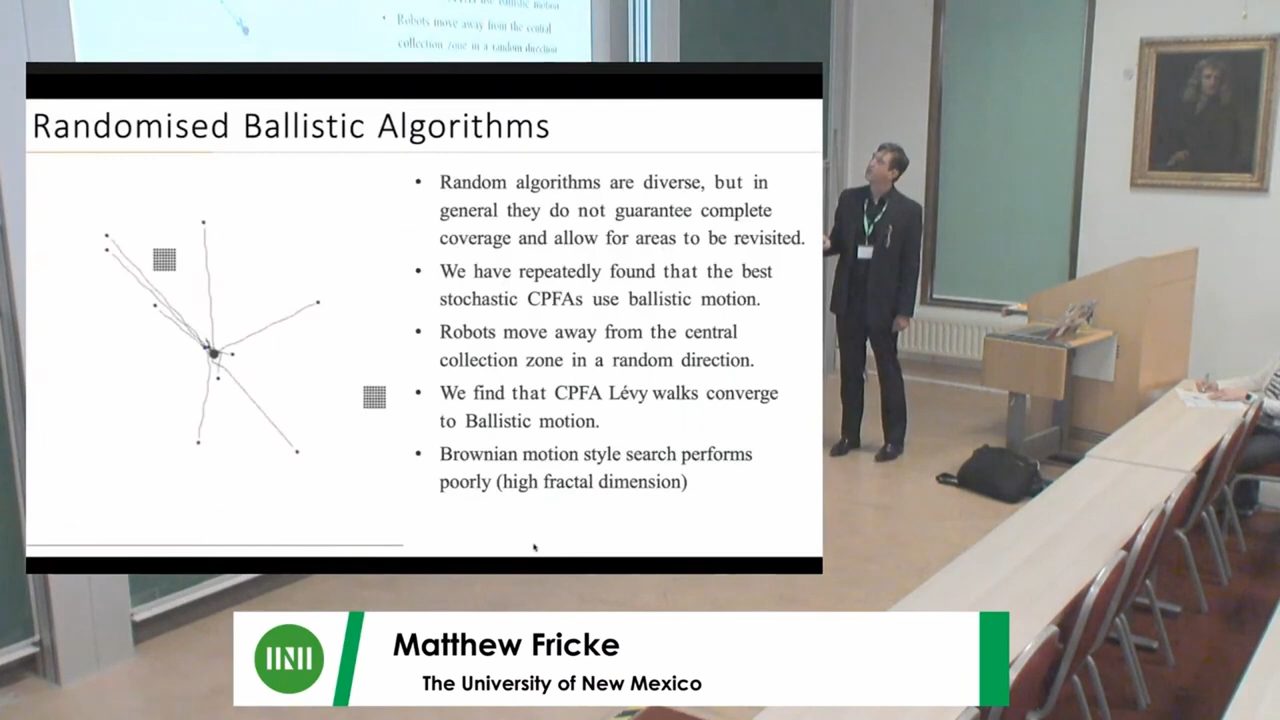 Robots move away from the central
collection zone in a random direction
Randomised Ballistic Algorithms
• Random algorithms are diverse, but in
general they do not guarantee complete
coverage and allow for areas to be revisited.
• We have repeatedly found that the best
stochastic CPFAs use ballistic motion.
• Robots move away from the central
collection zone in a random direction.
• We find that CPFA Lévy walks converge
to Ballistic motion.
• Brownian motion style search performs
poorly (high fractal dimension)
Matthew Fricke
The University of New Mexico